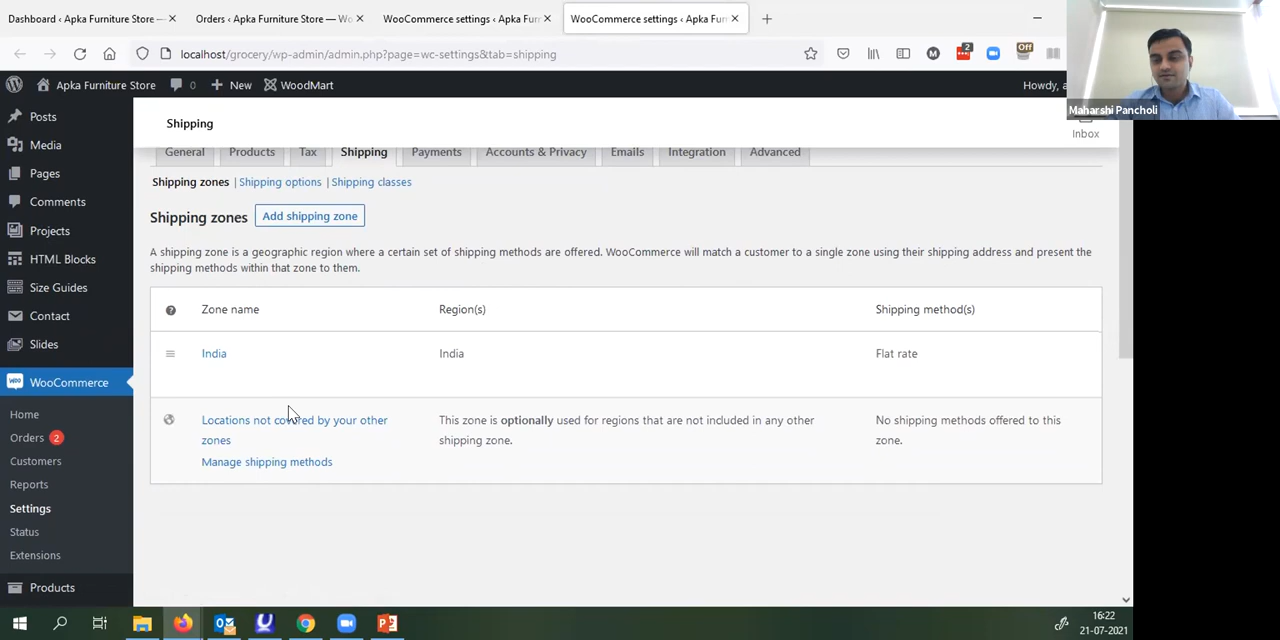 Dashboard ‹ Apka Furniture Store —
Orders ‹ Apka Furniture Store — Wo
WooCommerce settings ‹ Apka Fur
WooCommerce settings ‹ Apka Fur
localhost/grocery/wp-admin/admin.php?page=wc-settings&tab=shipping
M
2
Off
Apka Furniture Store
0
New
WoodMart
Howdy, a
Maharshi Pancholi
Inbox
Posts
Media
Pages
Comments
Projects
HTML Blocks
Size Guides
Contact
Slides
WooCommerce
Home
Orders 2
Customers
Reports
Settings
Status
Extensions
Products
Shipping
General
Products
Tax
Shipping
Payments
Accounts & Privacy
Emails
Integration
Advanced
Shipping zones | Shipping options | Shipping classes
Shipping zones
Add shipping zone
A shipping zone is a geographic region where a certain set of shipping methods are offered. WooCommerce will match a customer to a single zone using their shipping address and present the
shipping methods within that zone to them.
Zone name
Region(s)
Shipping method(s)
India
India
Flat rate
Locations not covered by your other
zones
Manage shipping methods
This zone is optionally used for regions that are not included in any other
shipping zone.
No shipping methods offered to this
zone.
16:22
21-07-2021